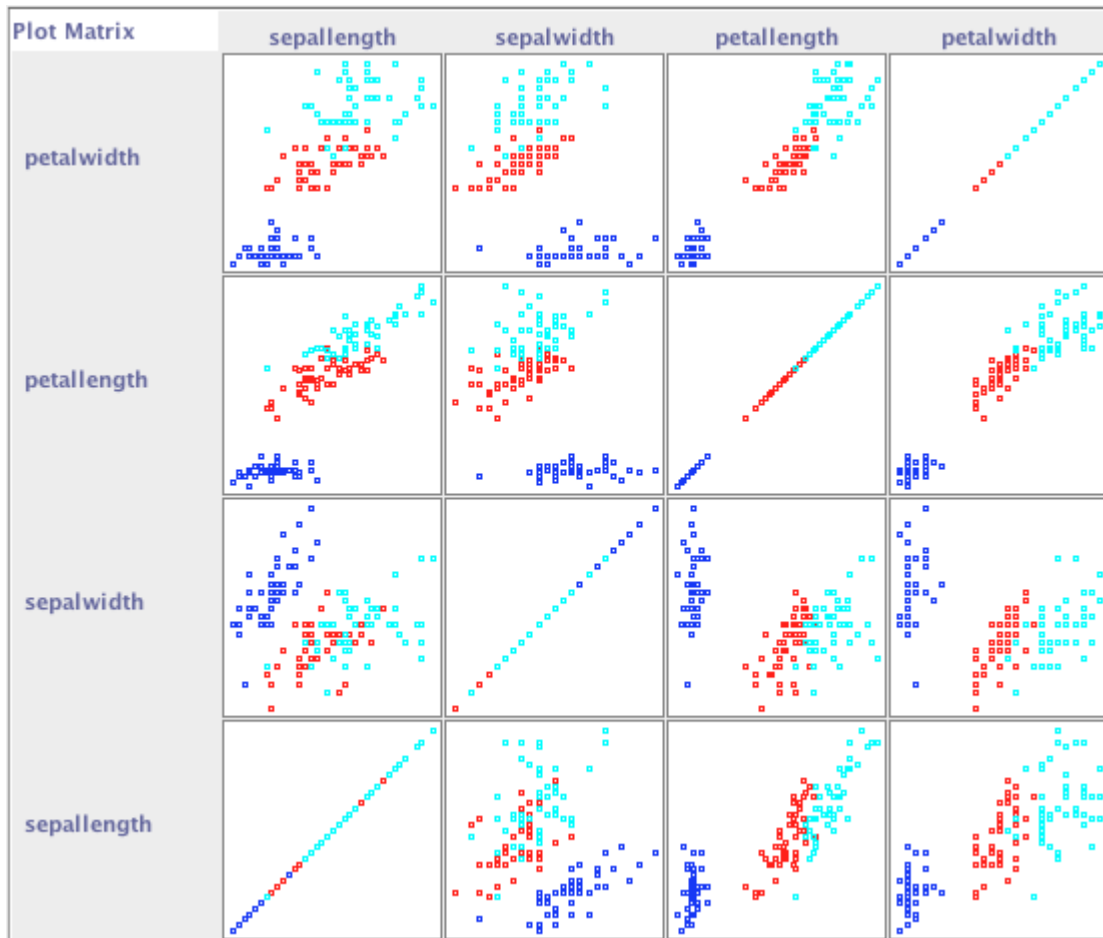 Plot Matrix
sepallength
sepalwidth
petallength
petalwidth
petalwidth
petallength
sepalwidth
sepallength